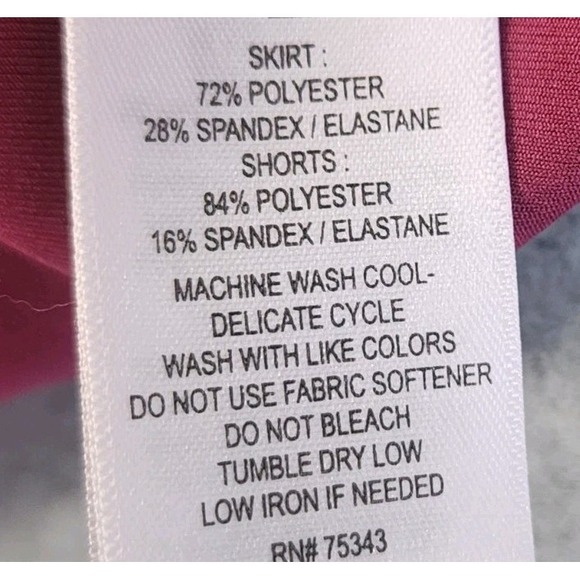 SKIRT :
72% POLYESTER
28% SPANDEX / ELASTANE
SHORTS :
84% POLYESTER
16% SPANDEX / ELASTANE
MACHINE WASH COOL-
DELICATE CYCLE
WASH WITH LIKE COLORS
DO NOT USE FABRIC SOFTENER
DO NOT BLEACH
TUMBLE DRY LOW
LOW IRON IF NEEDED
RN# 75343